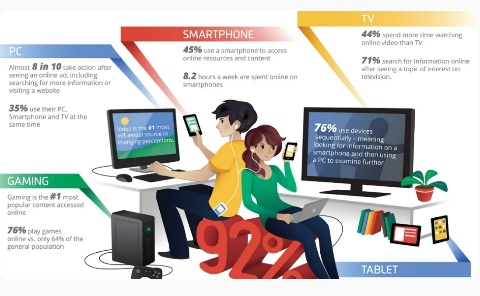 TV
44% spend more time watching
online video than TV
71% search for information online
after seeing a topic of interest on
television.
SMARTPHONE
45% use a smartphone to access
online resources and content
8.2 hours a week are spent online on
smartphones
PC
Almost 8 in 10 take action after
seeing an online ad, including
searching for more information or
visiting a website
35% use their PC,
Smartphone and TV at the
same time
Video is the #1 most
influential source in
changing perceptions.
76% use devices
sequentially – meaning
looking for information on a
smartphone and then using
a PC to examine further
GAMING
Gaming is the #1 most
popular content accessed
online
76% play games
online vs. only 64% of the
general population
92%
TABLET